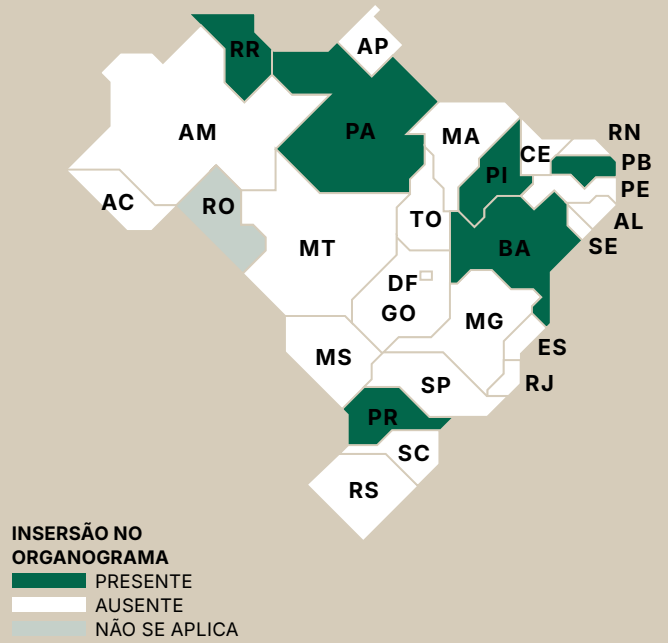 RR
AP
AM
PA
MA
CE
RN
PB
PI
PE
AC
RO
TO
AL
MT
BA
SE
DF
GO
MG
ES
MS
SP
RJ
PR
SC
RS
INSERSÃO NO
ORGANOGRAMA
PRESENTE
AUSENTE
NÃO SE APLICA